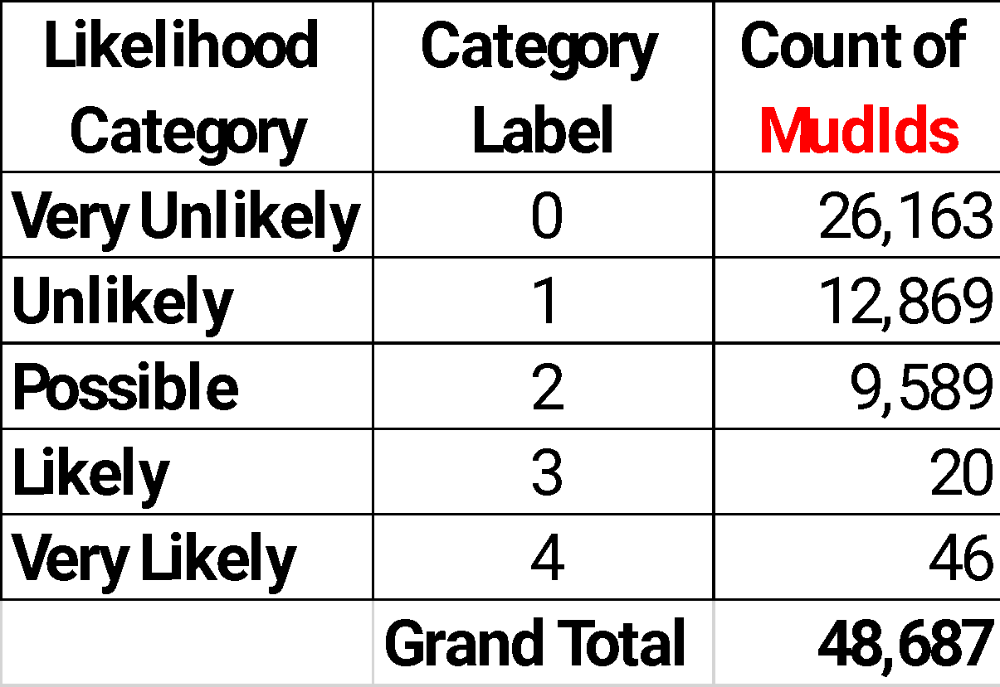 Likelihood Category Category Label Count of MudIds
Very Unlikely 0 26,163
Unlikely 1 12,869
Possible 2 9,589
Likely 3 20
Very Likely 4 46
Grand Total 48,687